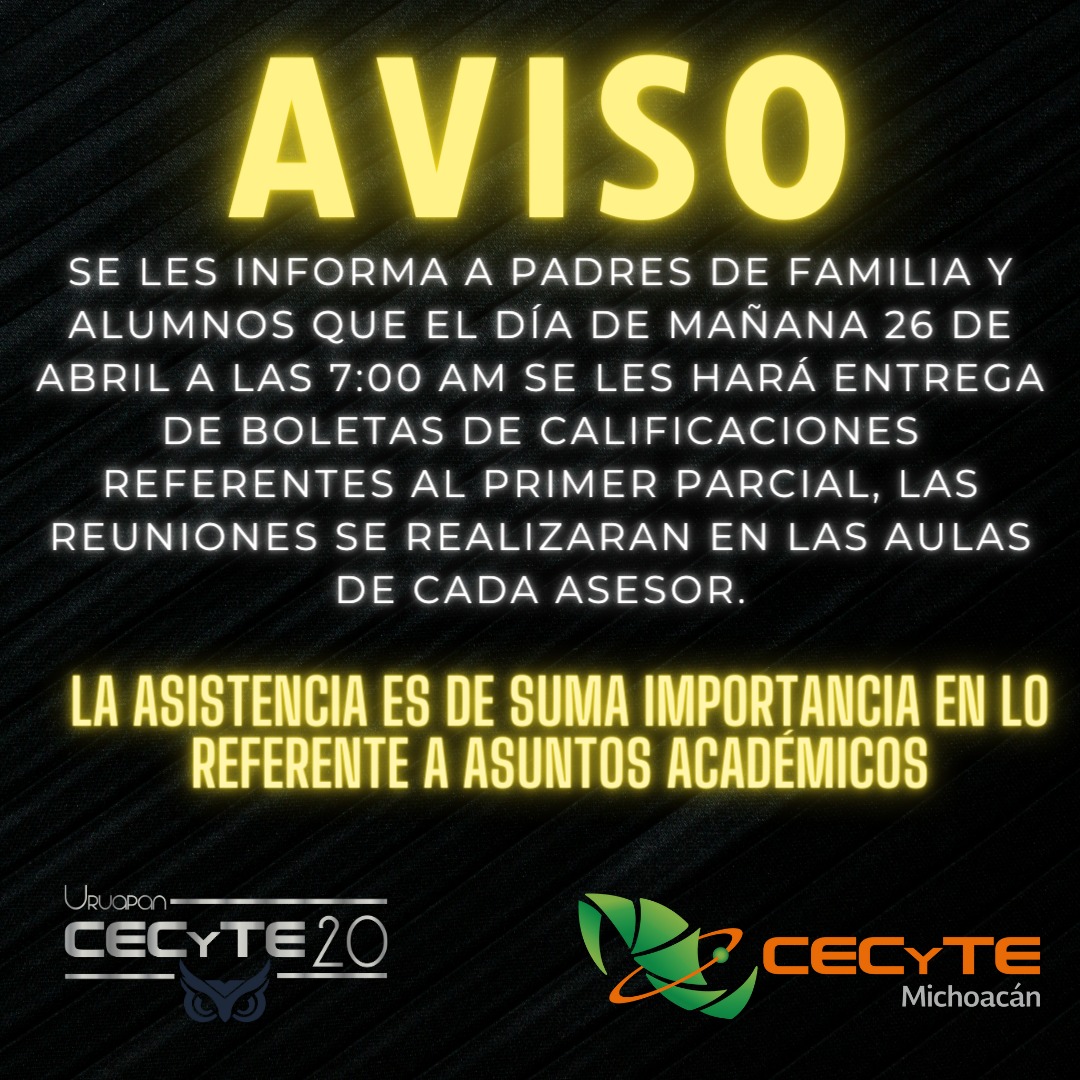 AVISO
SE LES INFORMA A PADRES DE FAMILIA Y
ALUMNOS QUE EL DÍA DE MAÑANA 26 DE
ABRIL A LAS 7:00 AM SE LES HARÁ ENTREGA
DE BOLETAS DE CALIFICACIONES
REFERENTES AL PRIMER PARCIAL, LAS
REUNIONES SE REALIZARAN EN LAS AULAS
DE CADA ASESOR.
LA ASISTENCIA ES DE SUMA IMPORTANCIA EN LO
REFERENTE A ASUNTOS ACADÉMICOS
Uruapan
CECyTE 20
CECyTE
Michoacán